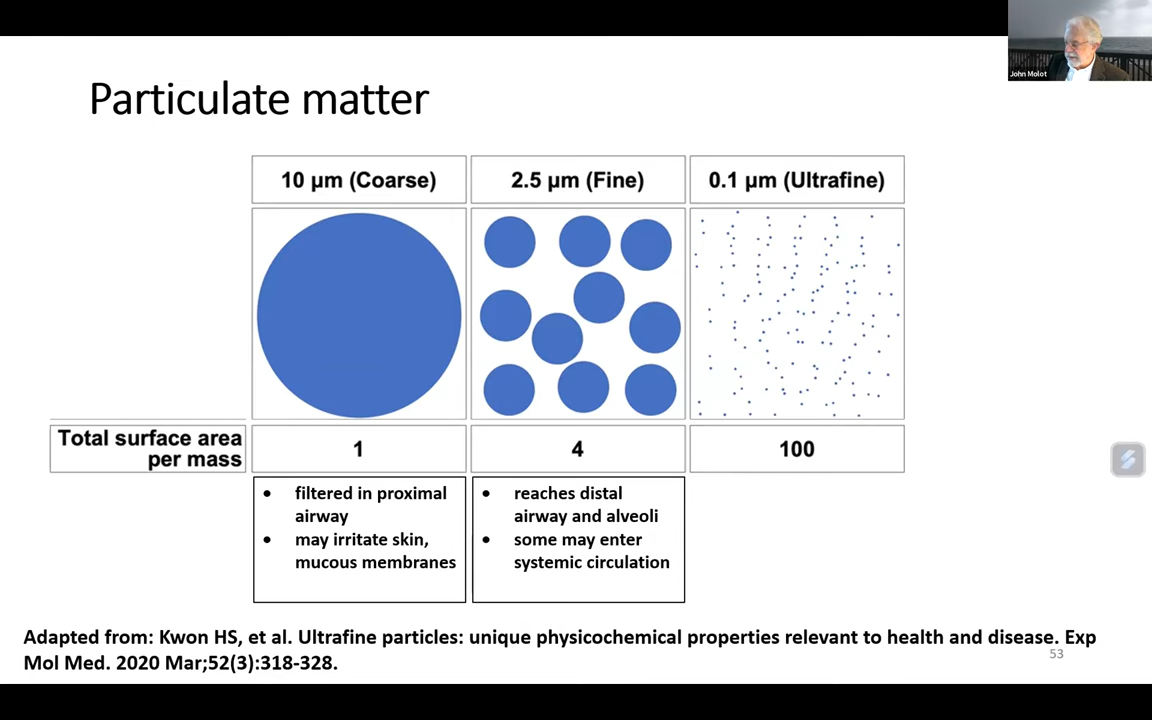 John Molot
Particulate matter
10 μm (Coarse)
2.5 μm (Fine)
0.1 μm (Ultrafine)
Total surface area
per mass
1
4
100
• filtered in proximal
airway
• may irritate skin,
mucous membranes
• reaches distal
airway and alveoli
• some may enter
systemic circulation
Adapted from: Kwon HS, et al. Ultrafine particles: unique physicochemical properties relevant to health and disease. Exp
Mol Med. 2020 Mar;52(3):318-328.
53